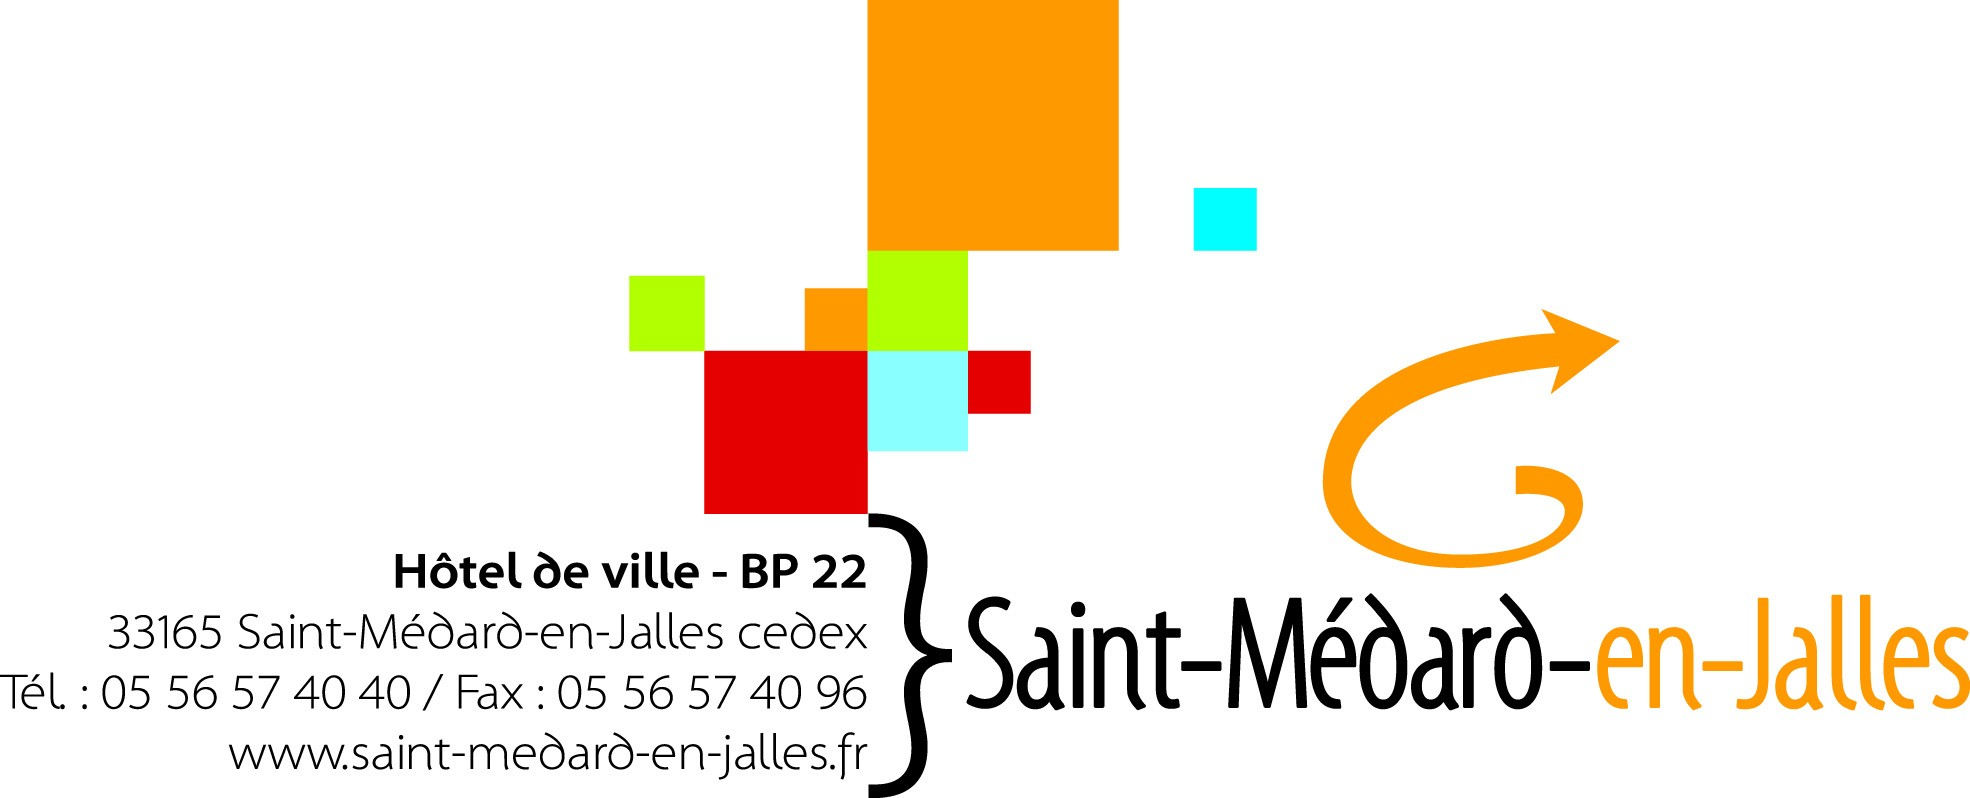 Hôtel de ville - BP 22
33165 Saint-Médard-en-Jalles cedex
Tél. : 05 56 57 40 40 / Fax : 05 56 57 40 96
www.saint-medard-en-jalles.fr
Saint-Médard-en-Jalles